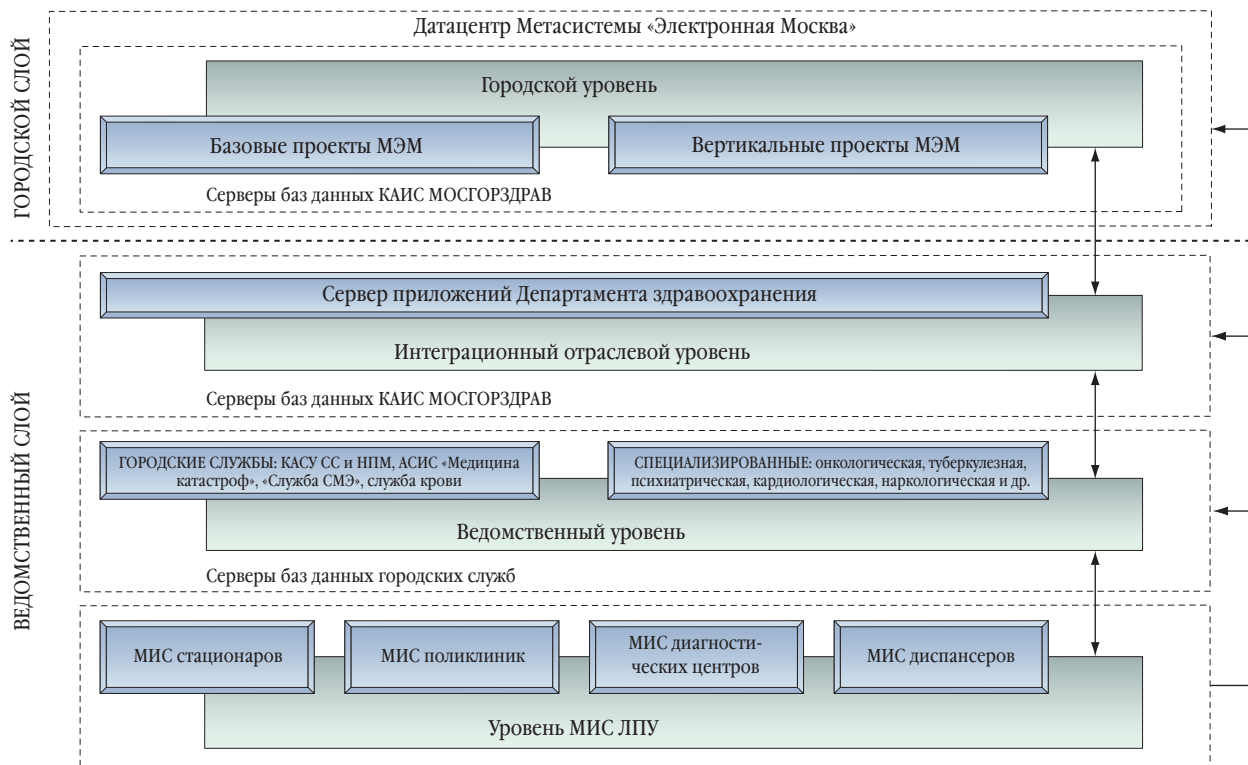 Датацентр Метасистемы «Электронная Москва»
ГОРОДСКОЙ СЛОЙ
Городской уровень
Базовые проекты МЭМ
Вертикальные проекты МЭМ
Серверы баз данных КАИС МОСГОРЗДРАВ
ВЕДОМСТВЕННЫЙ СЛОЙ
Сервер приложений Департамента здравоохранения
Интеграционный отраслевой уровень
Серверы баз данных КАИС МОСГОРЗДРАВ
ГОРОДСКИЕ СЛУЖБЫ: КАСУ СС и НПМ, АСИС «Медицина
катастроф», «Служба СМЭ», служба крови
СПЕЦИАЛИЗИРОВАННЫЕ: онкологическая, туберкулезная,
психиатрическая, кардиологическая, наркологическая и др.
Ведомственный уровень
Серверы баз данных городских служб
МИС стационаров
МИС поликлиник
МИС диагности-
ческих центров
МИС диспансеров
Уровень МИС ЛПУ